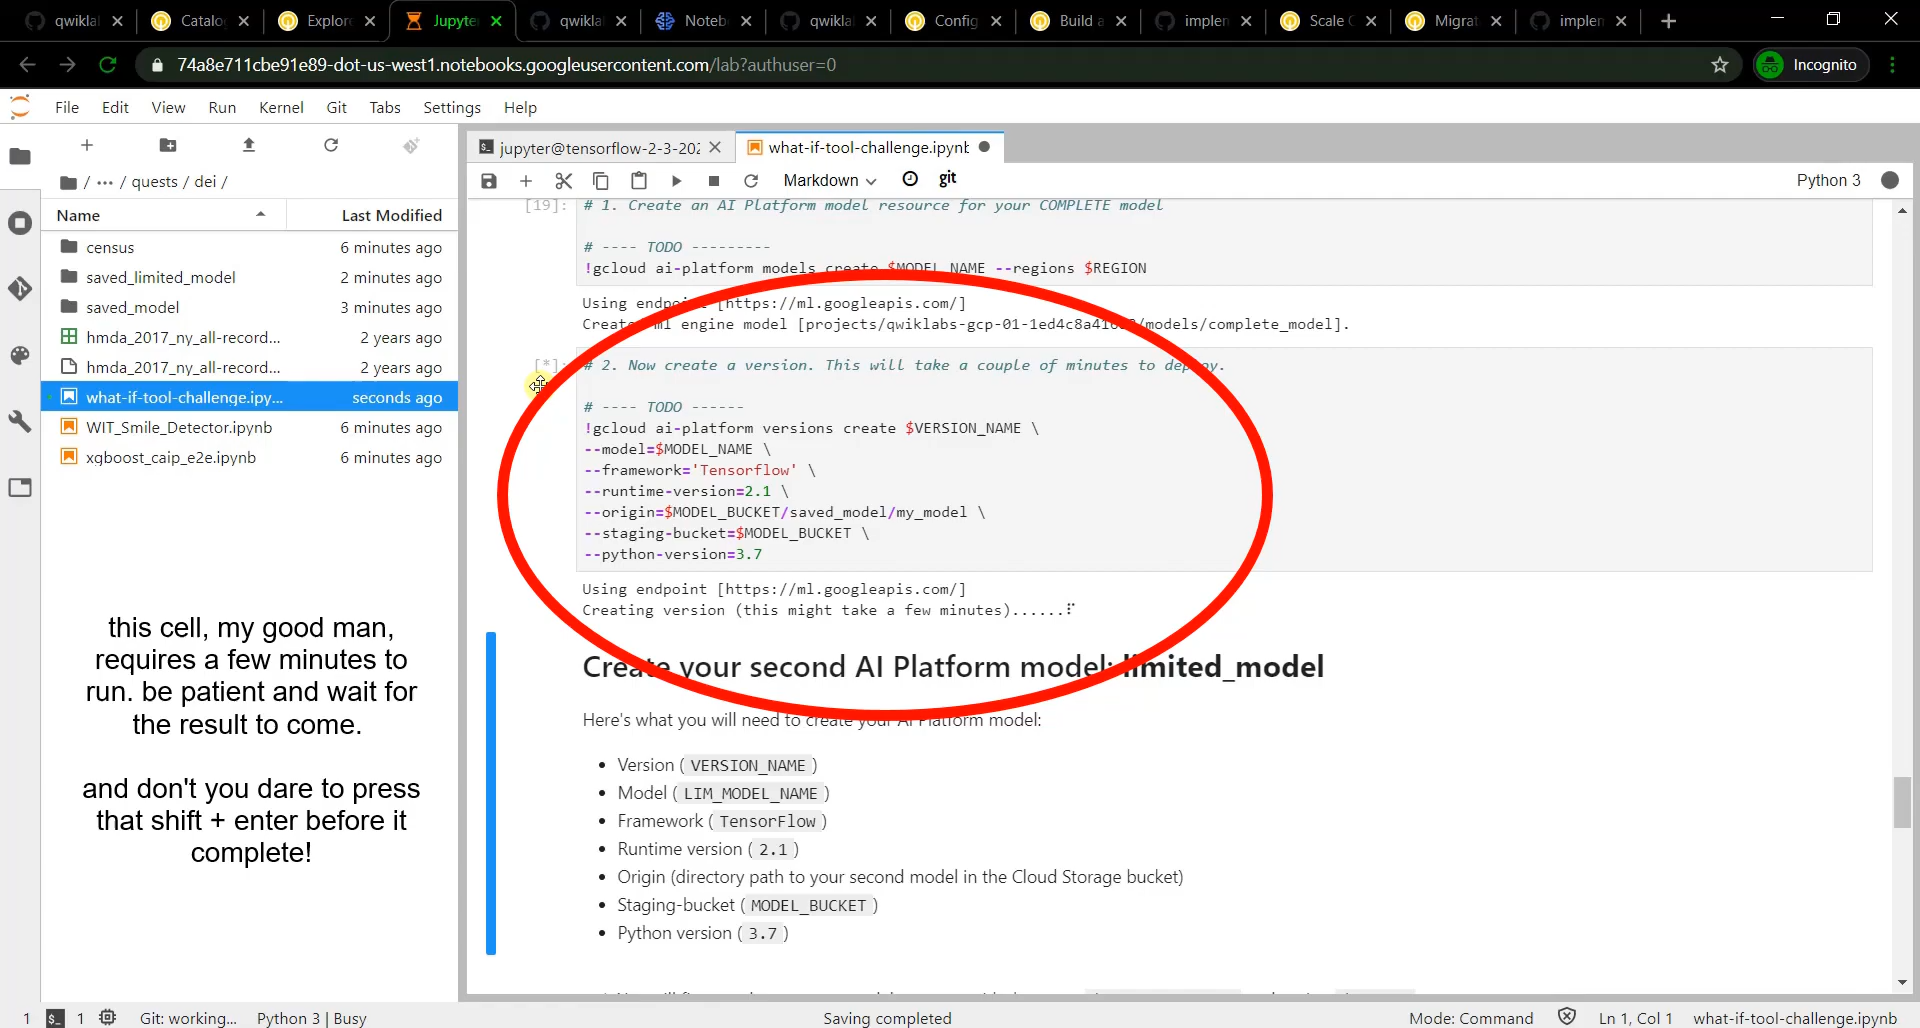 qwikla
Catalo
Explore
Jupyte
qwikla
Noteb
qwikla
Config
Build a
implen
Scale C
Migrat
implen
74a8e711cbe91e89-dot-us-west1.notebooks.googleusercontent.com/lab?authuser=0
Incognito
File Edit View Run Kernel Git Tabs Settings Help
/ ··· / quests / dei /
Name Last Modified
census 6 minutes ago
saved_limited_model 2 minutes ago
saved_model 3 minutes ago
hmda_2017_ny_all-record... 2 years ago
hmda_2017_ny_all-record... 2 years ago
what-if-tool-challenge.ipy... seconds ago
WIT_Smile_Detector.ipynb 6 minutes ago
xgboost_caip_e2e.ipynb 6 minutes ago
this cell, my good man,
requires a few minutes to
run. be patient and wait for
the result to come.
and don't you dare to press
that shift + enter before it
complete!
jupyter@tensorflow-2-3-202
what-if-tool-challenge.ipynb
Markdown git Python 3
[19]: # 1. Create an AI Platform model resource for your COMPLETE model
# ---- TODO ---------
!gcloud ai-platform models create $MODEL_NAME --regions $REGION
Using endpoint [https://ml.googleapis.com/]
Created ml engine model [projects/qwiklabs-gcp-01-1ed4c8a41 /models/complete_model].
[*]: # 2. Now create a version. This will take a couple of minutes to deploy.
# ---- TODO ------
!gcloud ai-platform versions create $VERSION_NAME \
--model=$MODEL_NAME \
--framework='Tensorflow' \
--runtime-version=2.1 \
--origin=$MODEL_BUCKET/saved_model/my_model \
--staging-bucket=$MODEL_BUCKET \
--python-version=3.7
Using endpoint [https://ml.googleapis.com/]
Creating version (this might take a few minutes)......
Create your second AI Platform model: limited_model
Here's what you will need to create your AI Platform model:
• Version ( VERSION_NAME )
• Model ( LIM_MODEL_NAME )
• Framework ( TensorFlow )
• Runtime version ( 2.1 )
• Origin (directory path to your second model in the Cloud Storage bucket)
• Staging-bucket ( MODEL_BUCKET )
• Python version ( 3.7 )
1 $_ 1 Git: working... Python 3 | Busy Saving completed Mode: Command Ln 1, Col 1 what-if-tool-challenge.ipynb